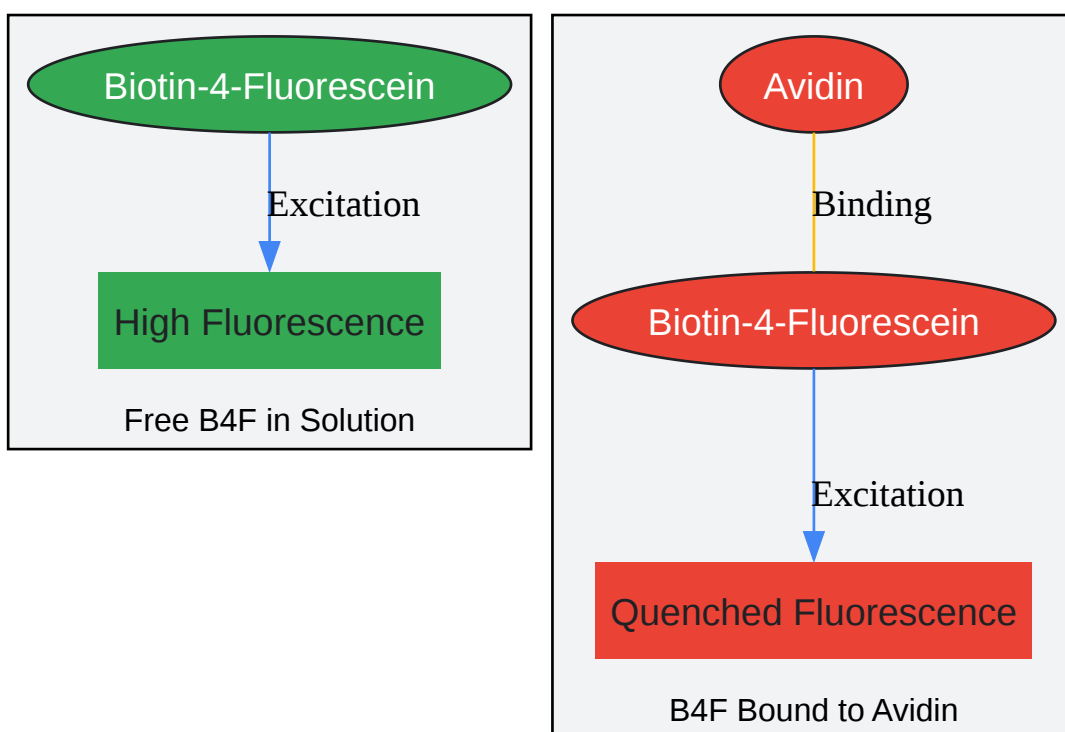 Biotin-4-Fluorescein
Excitation
High Fluorescence
Free B4F in Solution
Avidin
Binding
Biotin-4-Fluorescein
Excitation
Quenched Fluorescence
B4F Bound to Avidin